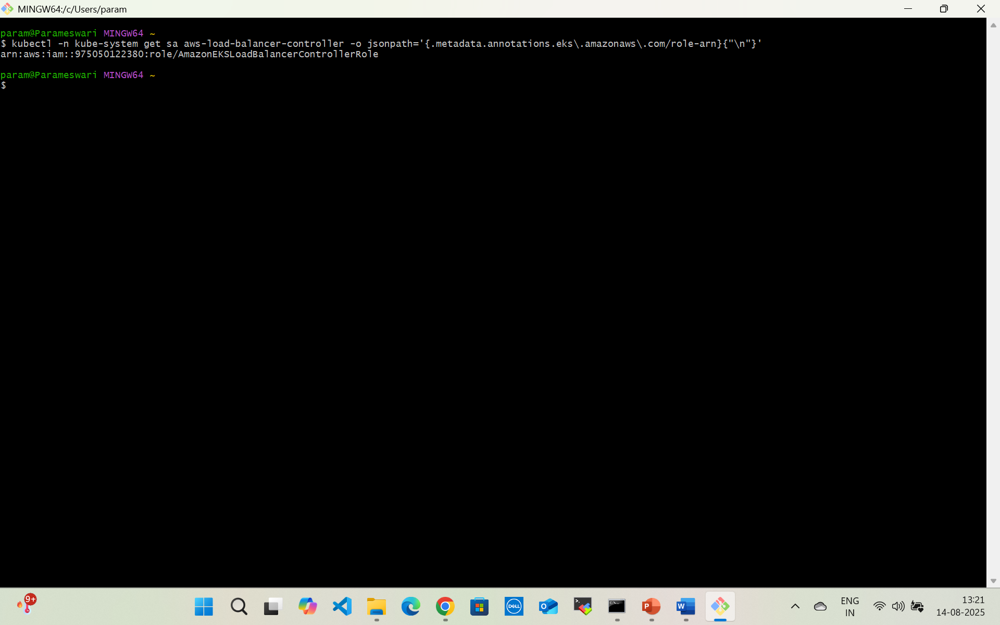 MINGW64:/c/Users/param
param@Parameswari MINGW64 ~
$ kubectl -n kube-system get sa aws-load-balancer-controller -o jsonpath='{.metadata.annotations.eks\.amazonaws\.com/role-arn}{"\n"}'
arn:aws:iam::975050122380:role/AmazonEKSLoadBalancerControllerRole
param@Parameswari MINGW64 ~
$
9+
DELL
O
>_
C:\_
P
W
ENG
IN
13:21
14-08-2025